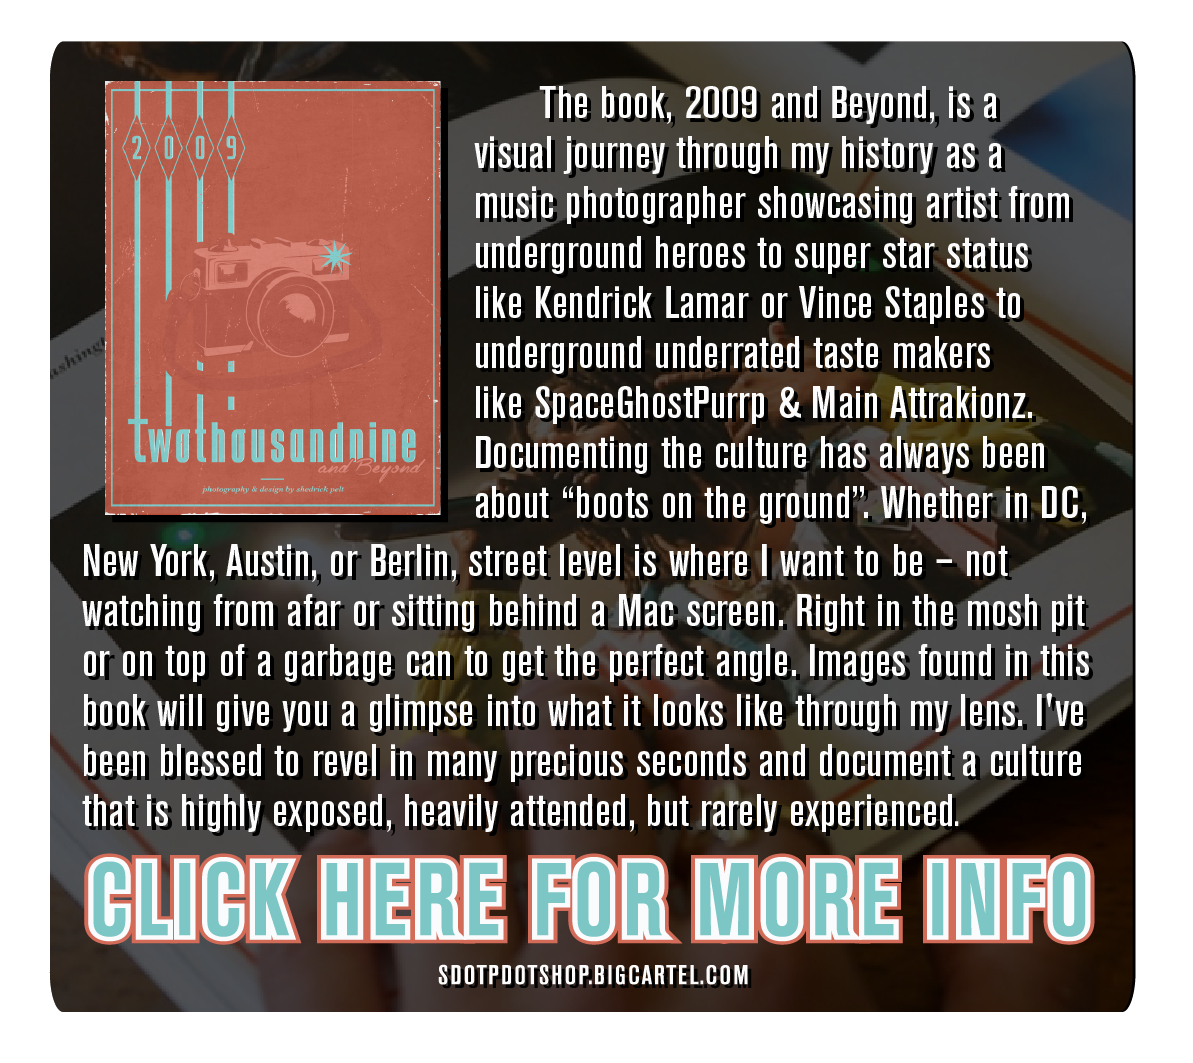 2009
twothousandnine
and Beyond
photography & design by shedrick pelt
The book, 2009 and Beyond, is a
visual journey through my history as a
music photographer showcasing artist from
underground heroes to super star status
like Kendrick Lamar or Vince Staples to
underground underrated taste makers
like SpaceGhostPurrp & Main Attrakionz.
Documenting the culture has always been
about “boots on the ground”. Whether in DC,
New York, Austin, or Berlin, street level is where I want to be – not
watching from afar or sitting behind a Mac screen. Right in the mosh pit
or on top of a garbage can to get the perfect angle. Images found in this
book will give you a glimpse into what it looks like through my lens. I've
been blessed to revel in many precious seconds and document a culture
that is highly exposed, heavily attended, but rarely experienced.
CLICK HERE FOR MORE INFO
SDOTPDOTSHOP.BIGCARTEL.COM